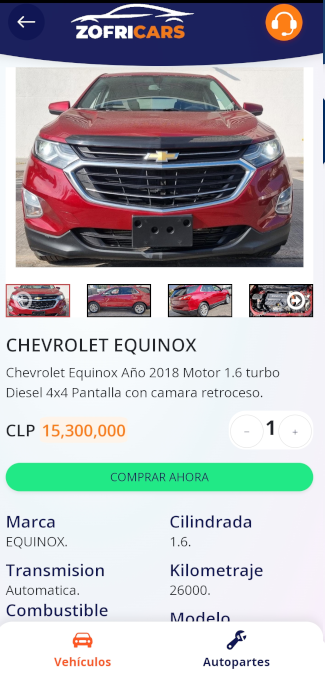 ZOFRICARS
CHEVROLET EQUINOX
Chevrolet Equinox Año 2018 Motor 1.6 turbo
Diesel 4x4 Pantalla con camara retroceso.
CLP 15,300,000
- 1 +
COMPRAR AHORA
Marca
EQUINOX.
Cilindrada
1.6.
Transmision
Automatica.
Kilometraje
26000.
Combustible
Modelo
Vehículos
Autopartes